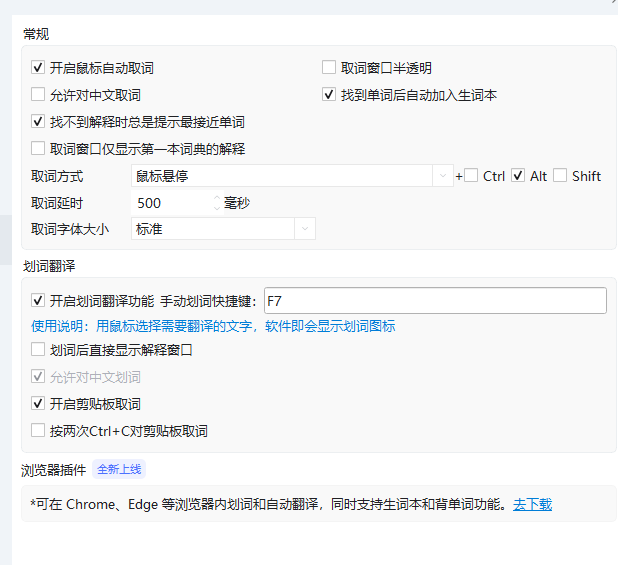 常规
开启鼠标自动取词 取词窗口半透明
允许对中文取词 找到单词后自动加入生词本
找不到解释时总是提示最接近单词
取词窗口仅显示第一本词典的解释
取词方式 鼠标悬停 + Ctrl Alt Shift
取词延时 500 毫秒
取词字体大小 标准
划词翻译
开启划词翻译功能 手动划词快捷键： F7
使用说明：用鼠标选择需要翻译的文字，软件即会显示划词图标
划词后直接显示解释窗口
允许对中文划词
开启剪贴板取词
按两次Ctrl+C对剪贴板取词
浏览器插件 全新上线
*可在 Chrome、Edge 等浏览器内划词和自动翻译，同时支持生词本和背单词功能。去下载